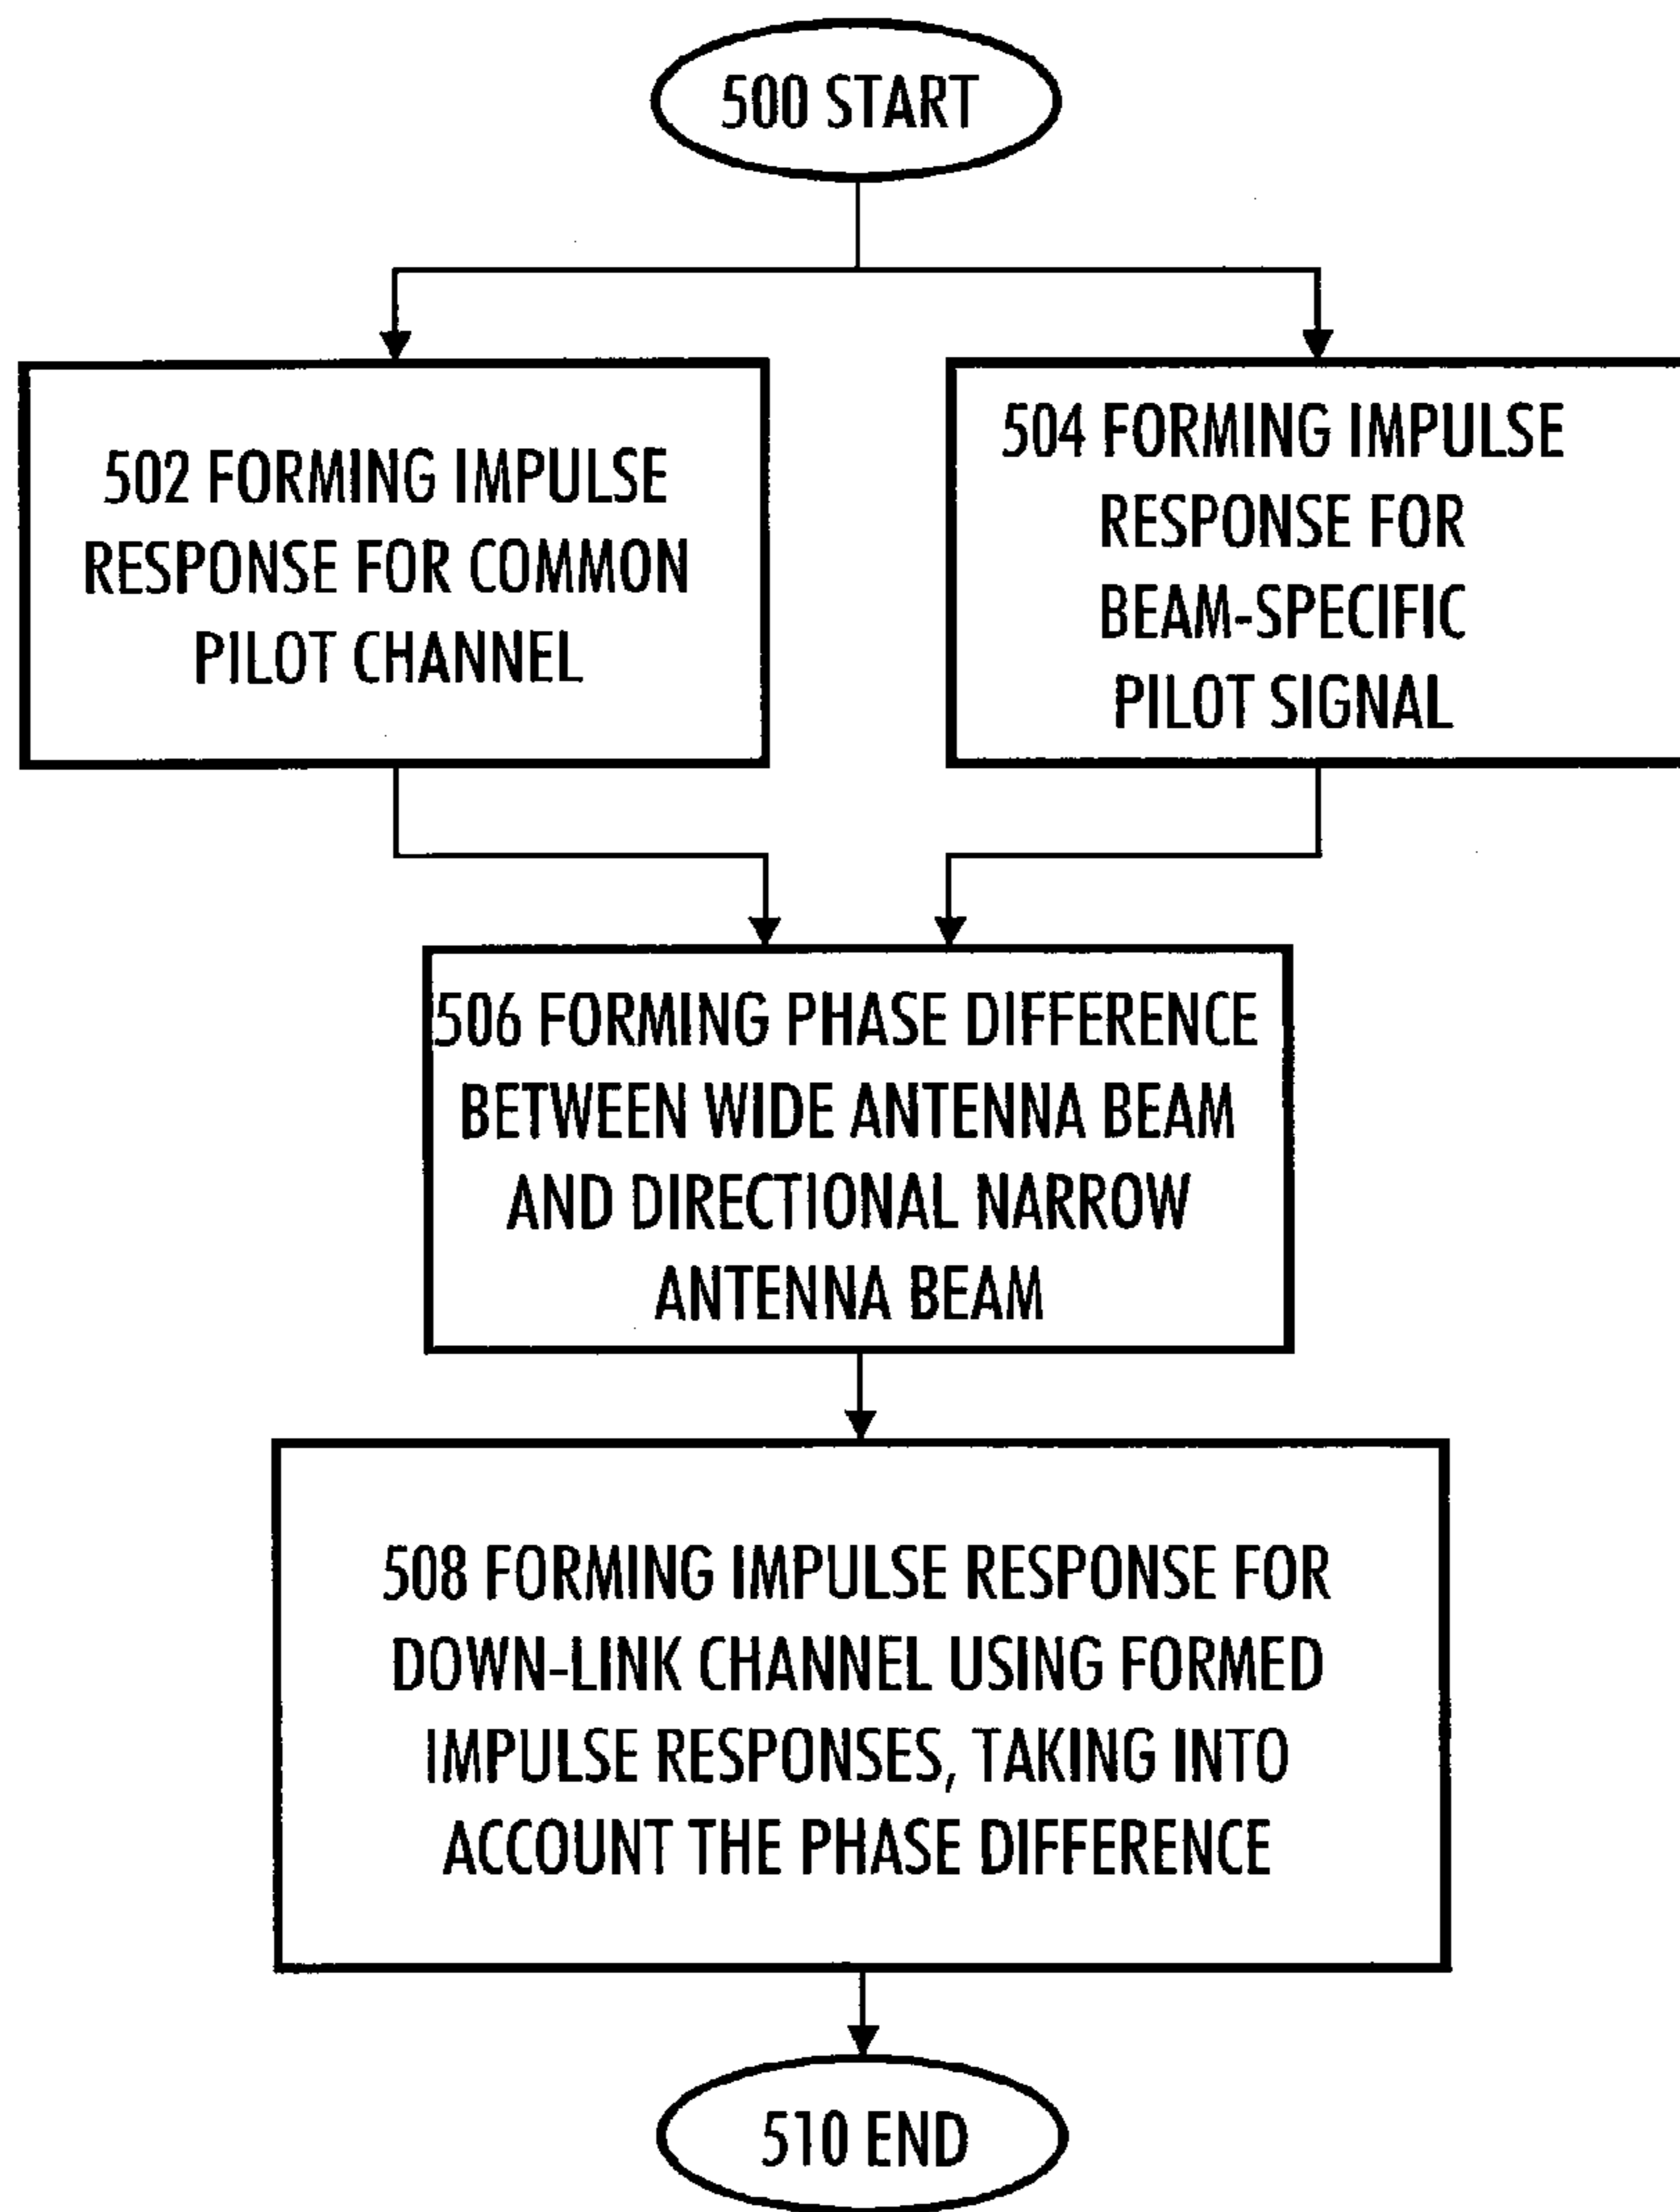 500 START
502 FORMING IMPULSE
RESPONSE FOR COMMON
PILOT CHANNEL
504 FORMING IMPULSE
RESPONSE FOR
BEAM-SPECIFIC
PILOT SIGNAL
506 FORMING PHASE DIFFERENCE
BETWEEN WIDE ANTENNA BEAM
AND DIRECTIONAL NARROW
ANTENNA BEAM
508 FORMING IMPULSE RESPONSE FOR
DOWN-LINK CHANNEL USING FORMED
IMPULSE RESPONSES, TAKING INTO
ACCOUNT THE PHASE DIFFERENCE
510 END